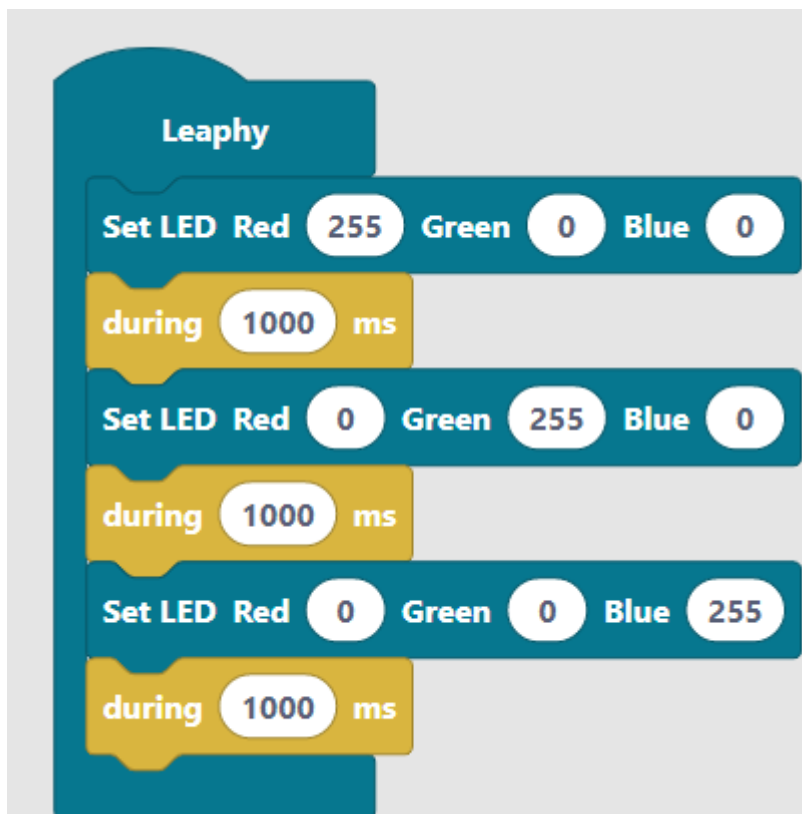 Leaphy
Set LED Red 255 Green 0 Blue 0
during 1000 ms
Set LED Red 0 Green 255 Blue 0
during 1000 ms
Set LED Red 0 Green 0 Blue 255
during 1000 ms